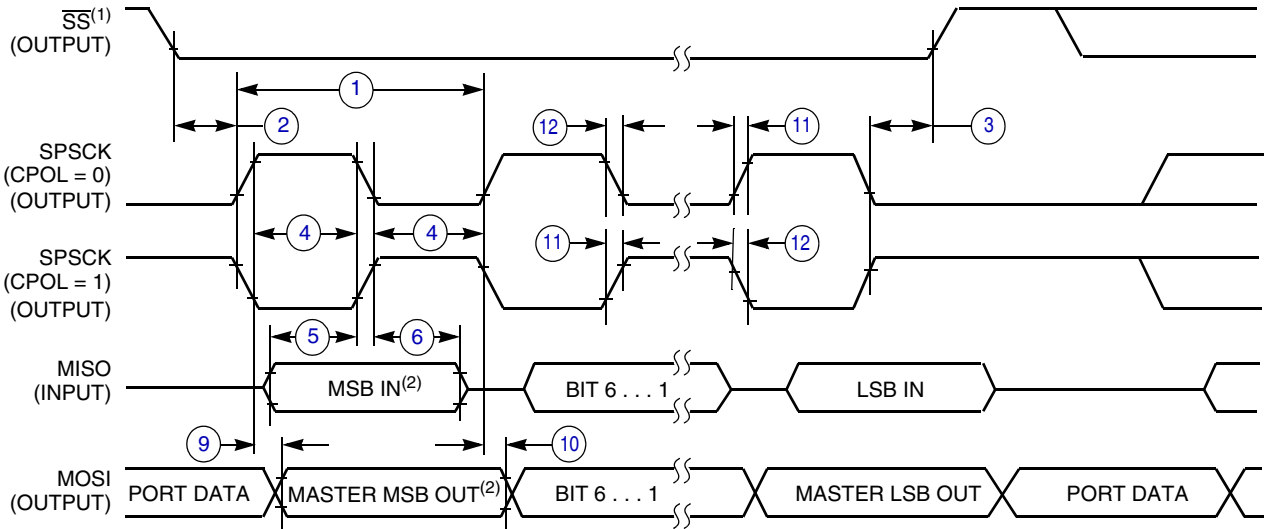 SS(1)
(OUTPUT)
1
2
12
11
3
SPSCK
(CPOL = 0)
(OUTPUT)
4
4
11
12
SPSCK
(CPOL = 1)
(OUTPUT)
5
6
MISO
(INPUT)
MSB IN(2)
BIT 6 . . . 1
LSB IN
9
10
MOSI
(OUTPUT)
PORT DATA
MASTER MSB OUT(2)
BIT 6 . . . 1
MASTER LSB OUT
PORT DATA